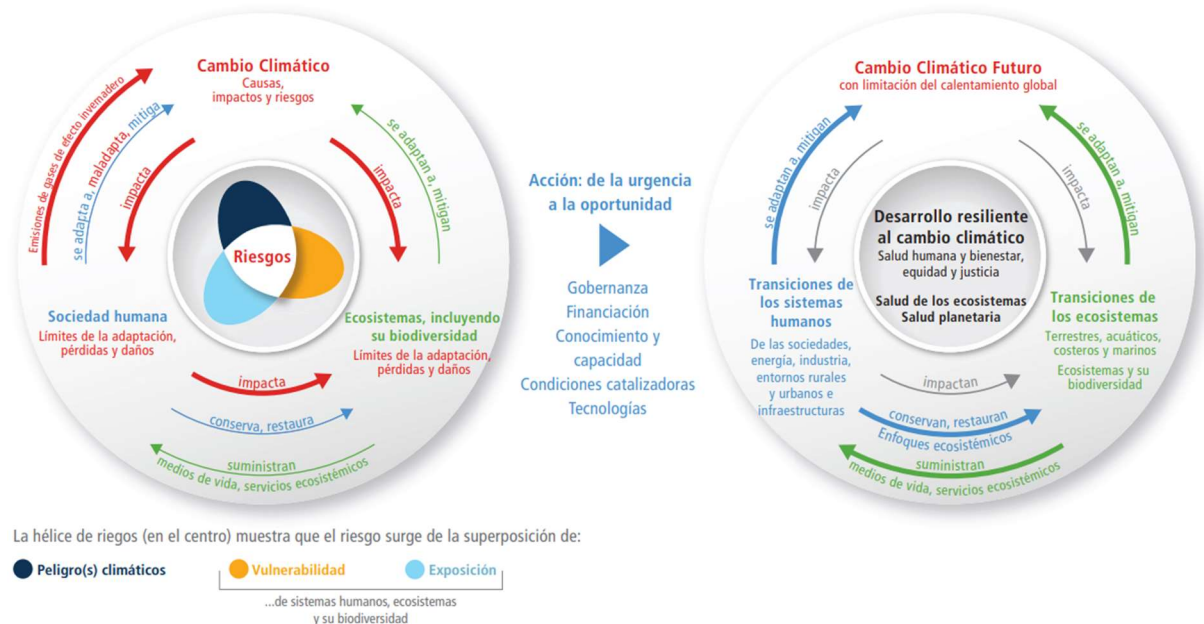 Cambio Climático
Causas,
impactos y riesgos
Emisiones de gases de efecto invernadero
se adapta a, maladapta, mitiga
impacta
impacta
se adaptan a, mitigan
Riesgos
Sociedad humana
Límites de la adaptación,
pérdidas y daños
Ecosistemas, incluyendo
su biodiversidad
Límites de la adaptación,
pérdidas y daños
impacta
conserva, restaura
suministran
medios de vida, servicios ecosistémicos
Acción: de la urgencia
a la oportunidad
Gobernanza
Financiación
Conocimiento y
capacidad
Condiciones catalizadoras
Tecnologías
Cambio Climático Futuro
con limitación del calentamiento global
se adaptan a, mitigan
impacta
impacta
se adaptan a, mitigan
Desarrollo resiliente
al cambio climático
Salud humana y bienestar,
equidad y justicia
Salud de los ecosistemas
Salud planetaria
Transiciones de
los sistemas
humanos
De las sociedades,
energía, industria,
entornos rurales
y urbanos e
infraestructuras
Transiciones de
los ecosistemas
Terrestres, acuáticos,
costeros y marinos
Ecosistemas y su
biodiversidad
impactan
conservan, restauran
Enfoques ecosistémicos
suministran
medios de vida, servicios ecosistémicos
La hélice de riegos (en el centro) muestra que el riesgo surge de la superposición de:
Peligro(s) climáticos
Vulnerabilidad
Exposición
...de sistemas humanos, ecosistemas
y su biodiversidad